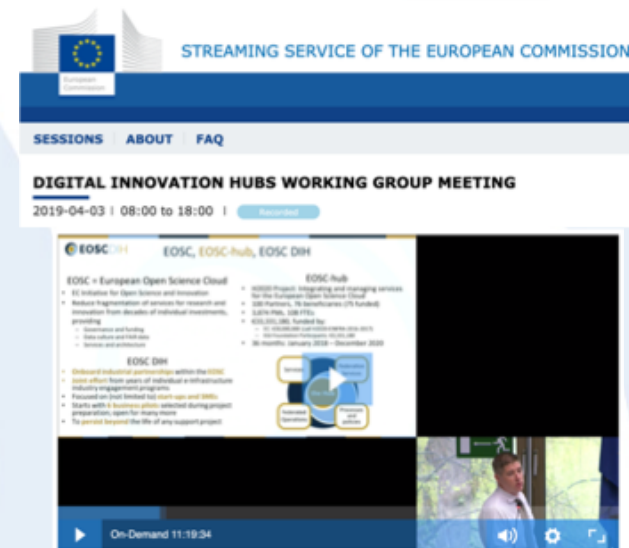 STREAMING SERVICE OF THE EUROPEAN COMMISSION
European
Commission
SESSIONS ABOUT FAQ
DIGITAL INNOVATION HUBS WORKING GROUP MEETING
2019-04-03 | 08:00 to 18:00 | Recorded
EOSC DIH
EOSC, EOSC-hub, EOSC DIH
EOSC = European Open Science Cloud
• EC Initiative for Open Science and Innovation
• Reduce fragmentation of services for research and
innovation from decades of individual investments,
providing
– Governance and funding
– Data culture and FAIR data
– Services and architecture
EOSC DIH
• Onboard industrial partnerships within the EOSC
• Joint effort from years of individual e-Infrastructure
industry engagement programs
• Focused on (not limited to) start-ups and SMEs
• Starts with 6 business pilots selected during project
preparation; open for many more
• To persist beyond the life of any support project
EOSC-hub
• H2020 Project: Integrating and managing services
for the European Open Science Cloud
• 100 Partners, 76 beneficiaries (75 funded)
• 36 months: January 2018 – December 2020
Services
Federation
Services
Federated
Operations
Processes
and
policies
On-Demand 11:19:34